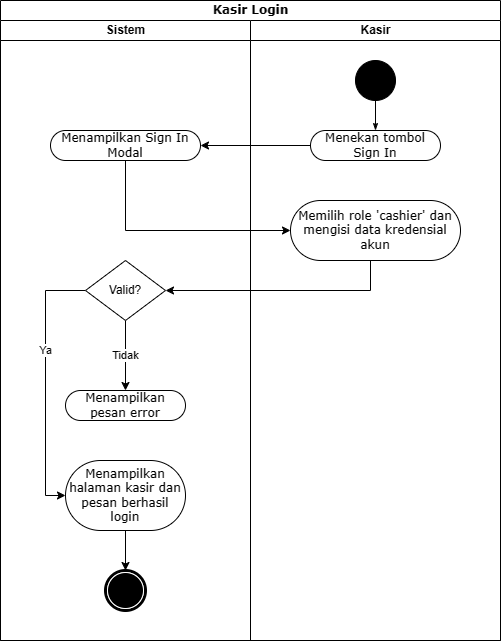 Kasir Login
Sistem
Kasir
Menekan tombol
Sign In
Menampilkan Sign In
Modal
Memilih role 'cashier' dan
mengisi data kredensial
akun
Valid?
Ya
Tidak
Menampilkan
pesan error
Menampilkan
halaman kasir dan
pesan berhasil
login